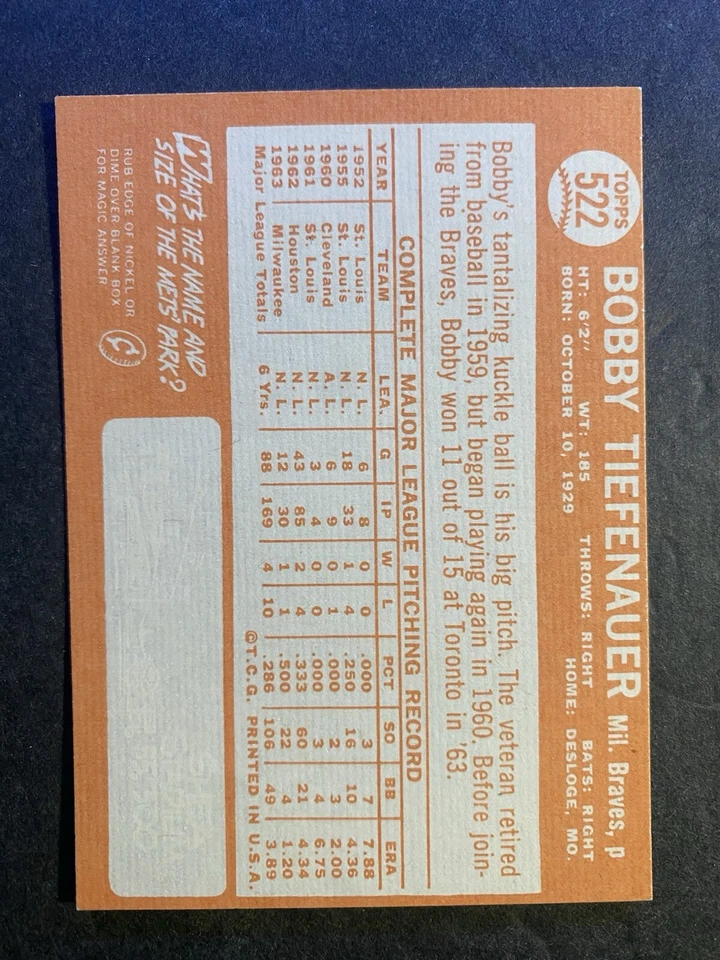 TOPPS
522
BOBBY TIEFENAUER Mil. Braves, p
HT: 6'2" WT: 185 THROWS: RIGHT BATS: RIGHT
BORN: OCTOBER 10, 1929 HOME: DESLOGE, MO.
Bobby's tantalizing kuckle ball is his big pitch. The veteran retired
from baseball in 1959, but began playing again in 1960. Before join-
ing the Braves, Bobby won 11 out of 15 at Toronto in '63.
COMPLETE MAJOR LEAGUE PITCHING RECORD
YEAR TEAM LEA. G IP W L PCT SO BB ERA
1952 St. Louis N. L. 6 8 0 0 .000 3 7 7.88
1955 St. Louis N. L. 18 33 1 4 .250 16 10 4.36
1960 Cleveland A. L. 6 9 0 1 .000 2 3 2.00
1961 St. Louis N. L. 3 4 0 0 .000 3 4 6.75
1962 Houston N. L. 43 85 2 4 .333 60 21 4.34
1963 Milwaukee N. L. 12 30 1 1 .500 22 4 1.20
Major League Totals 6 Yrs. 88 169 4 10 .286 106 49 3.89
©T.C.G. PRINTED IN U.S.A.
WHAT'S THE NAME AND
SIZE OF THE METS' PARK?
RUB EDGE OF NICKEL OR
DIME OVER BLANK BOX
FOR MAGIC ANSWER